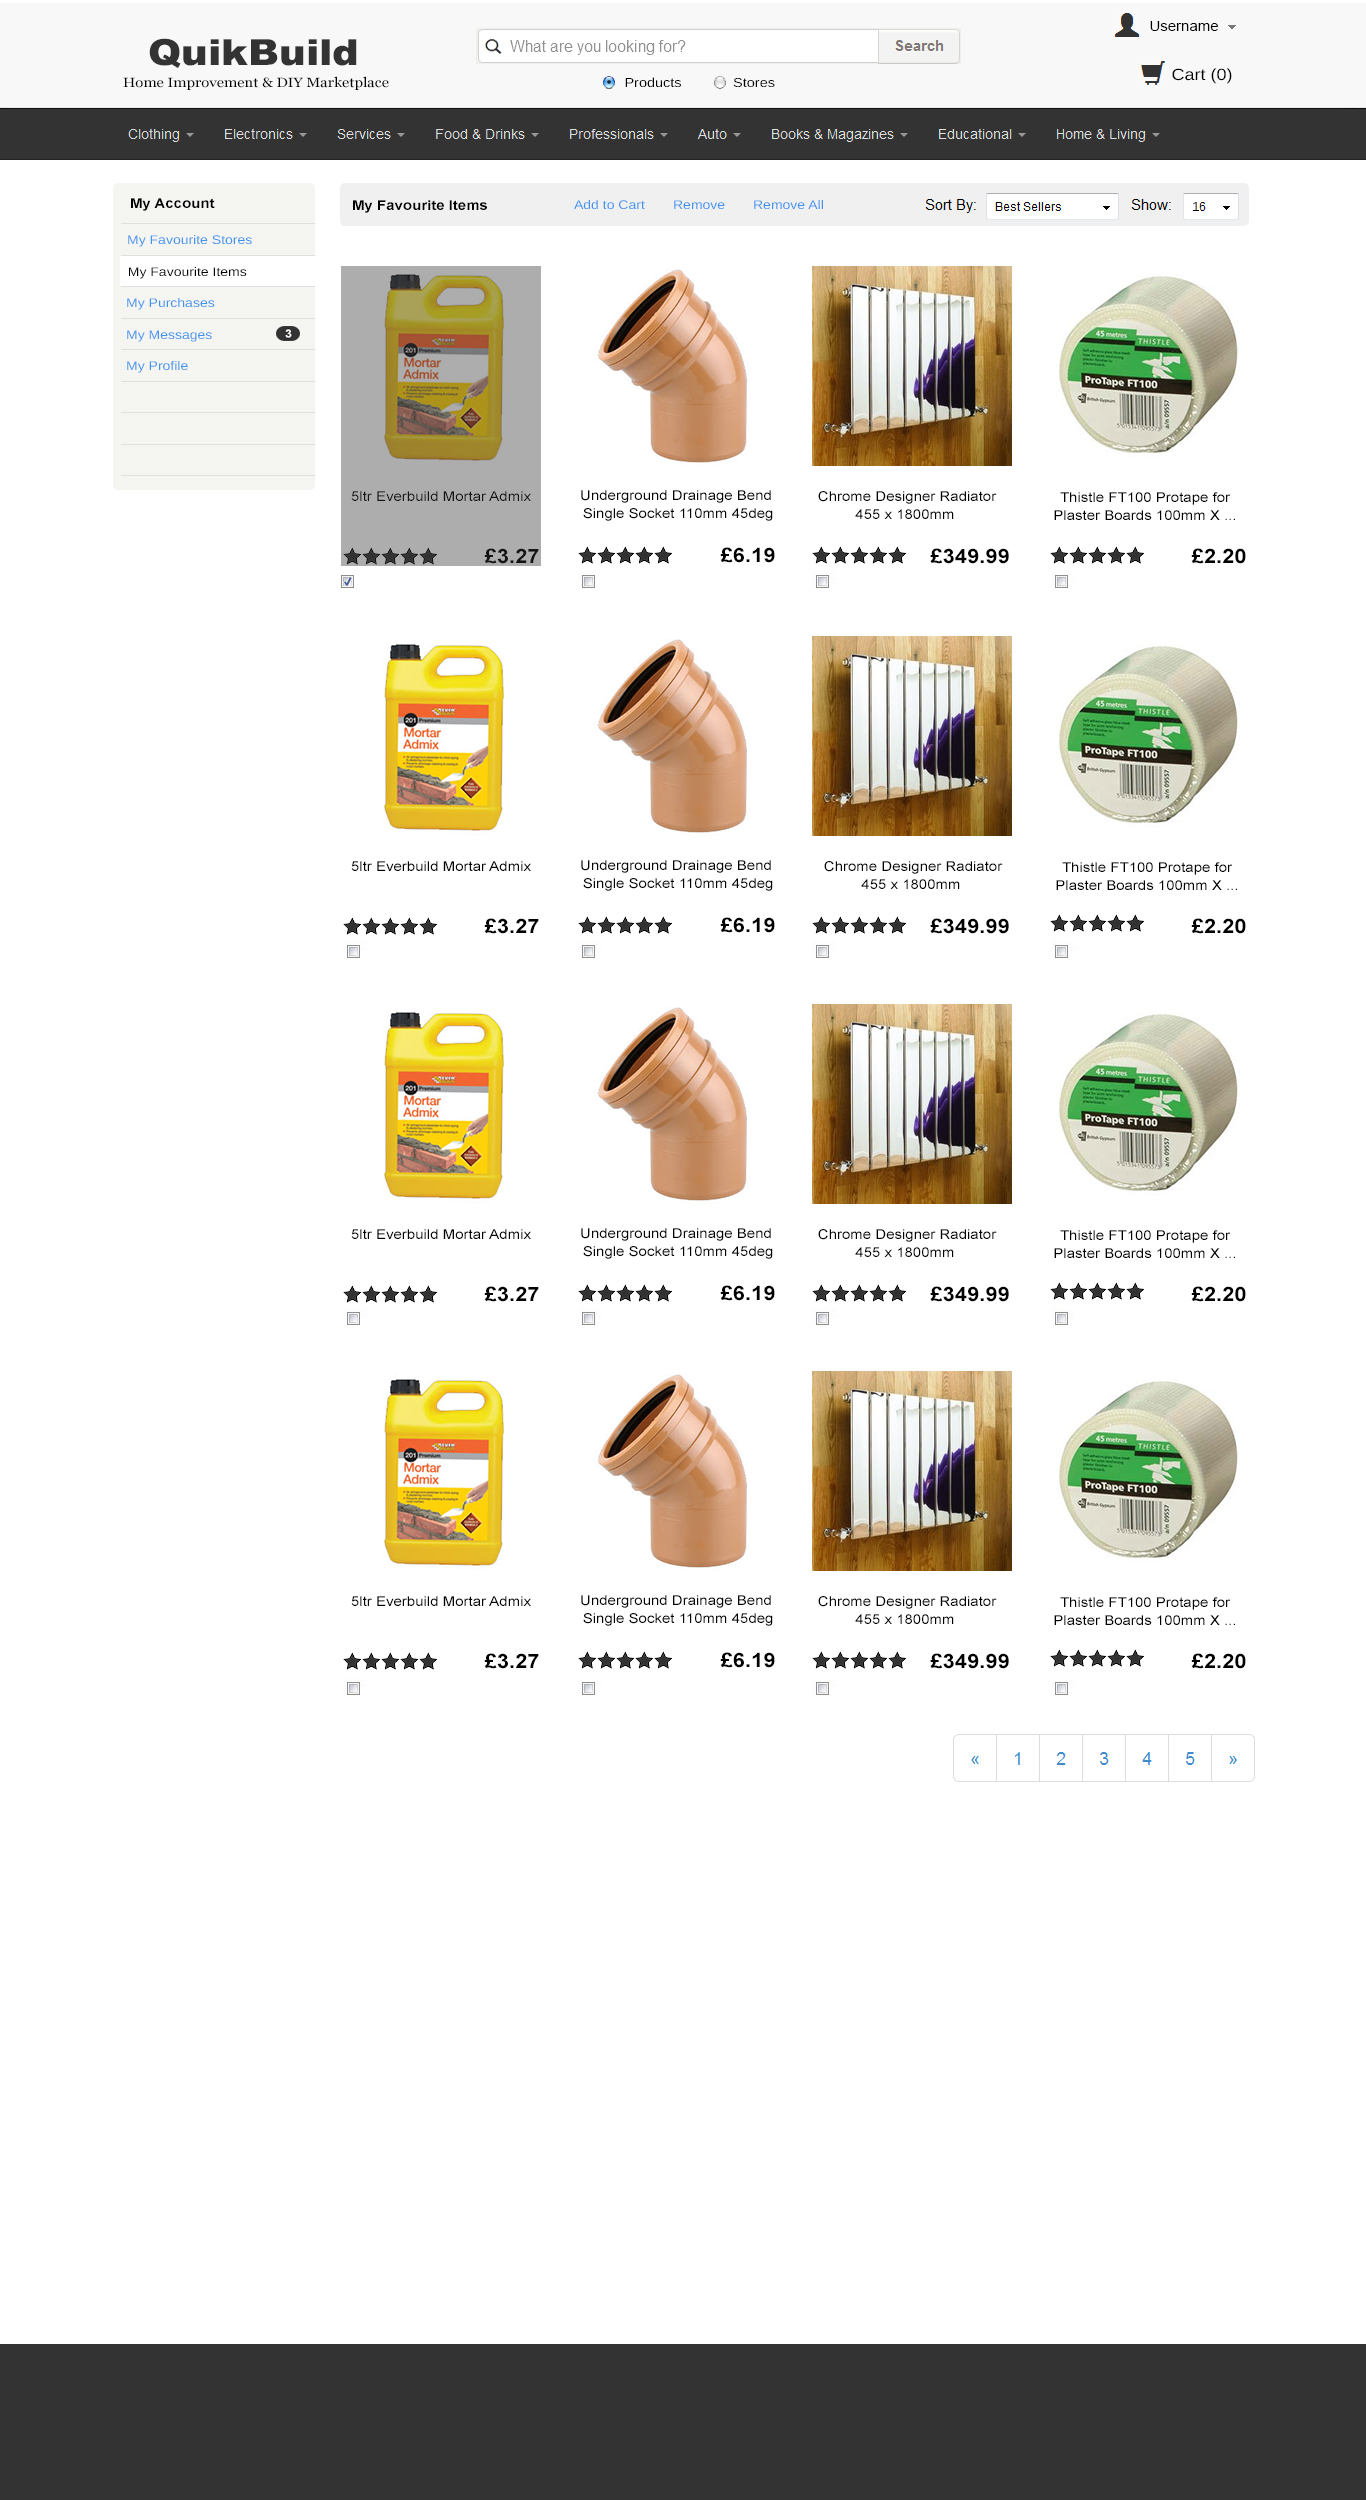 QuikBuild
Home Improvement & DIY Marketplace
What are you looking for?
Search
Products
Stores
Username
Cart (0)
Clothing
Electronics
Services
Food & Drinks
Professionals
Auto
Books & Magazines
Educational
Home & Living
My Account
My Favourite Stores
My Favourite Items
My Purchases
My Messages
3
My Profile
My Favourite Items
Add to Cart
Remove
Remove All
Sort By:
Best Sellers
Show:
16
201 Premium
Mortar
Admix
45 metres
THISTLE
ProTape FT100
British Gypsum
5ltr Everbuild Mortar Admix
£3.27
Underground Drainage Bend
Single Socket 110mm 45deg
£6.19
Chrome Designer Radiator
455 x 1800mm
£349.99
Thistle FT100 Protape for
Plaster Boards 100mm X ...
£2.20
201 Premium
Mortar
Admix
45 metres
THISTLE
ProTape FT100
British Gypsum
5ltr Everbuild Mortar Admix
£3.27
Underground Drainage Bend
Single Socket 110mm 45deg
£6.19
Chrome Designer Radiator
455 x 1800mm
£349.99
Thistle FT100 Protape for
Plaster Boards 100mm X ...
£2.20
201 Premium
Mortar
Admix
45 metres
THISTLE
ProTape FT100
British Gypsum
5ltr Everbuild Mortar Admix
£3.27
Underground Drainage Bend
Single Socket 110mm 45deg
£6.19
Chrome Designer Radiator
455 x 1800mm
£349.99
Thistle FT100 Protape for
Plaster Boards 100mm X ...
£2.20
201 Premium
Mortar
Admix
45 metres
THISTLE
ProTape FT100
British Gypsum
5ltr Everbuild Mortar Admix
£3.27
Underground Drainage Bend
Single Socket 110mm 45deg
£6.19
Chrome Designer Radiator
455 x 1800mm
£349.99
Thistle FT100 Protape for
Plaster Boards 100mm X ...
£2.20
« 1 2 3 4 5 »